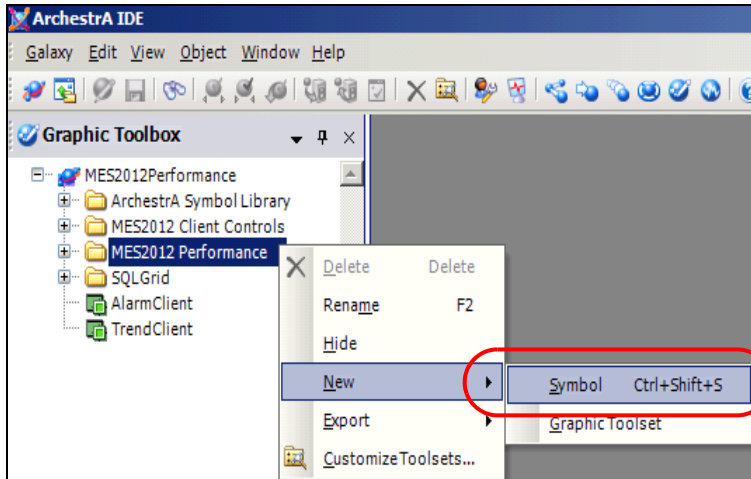 ArchestrA IDE
Galaxy Edit View Object Window Help
Graphic Toolbox
MES2012Performance
ArchestrA Symbol Library
MES2012 Client Controls
MES2012 Performance
SQLGrid
AlarmClient
TrendClient
Delete Delete
Rename F2
Hide
New
Export
Customize Toolsets...
Symbol Ctrl+Shift+S
Graphic Toolset